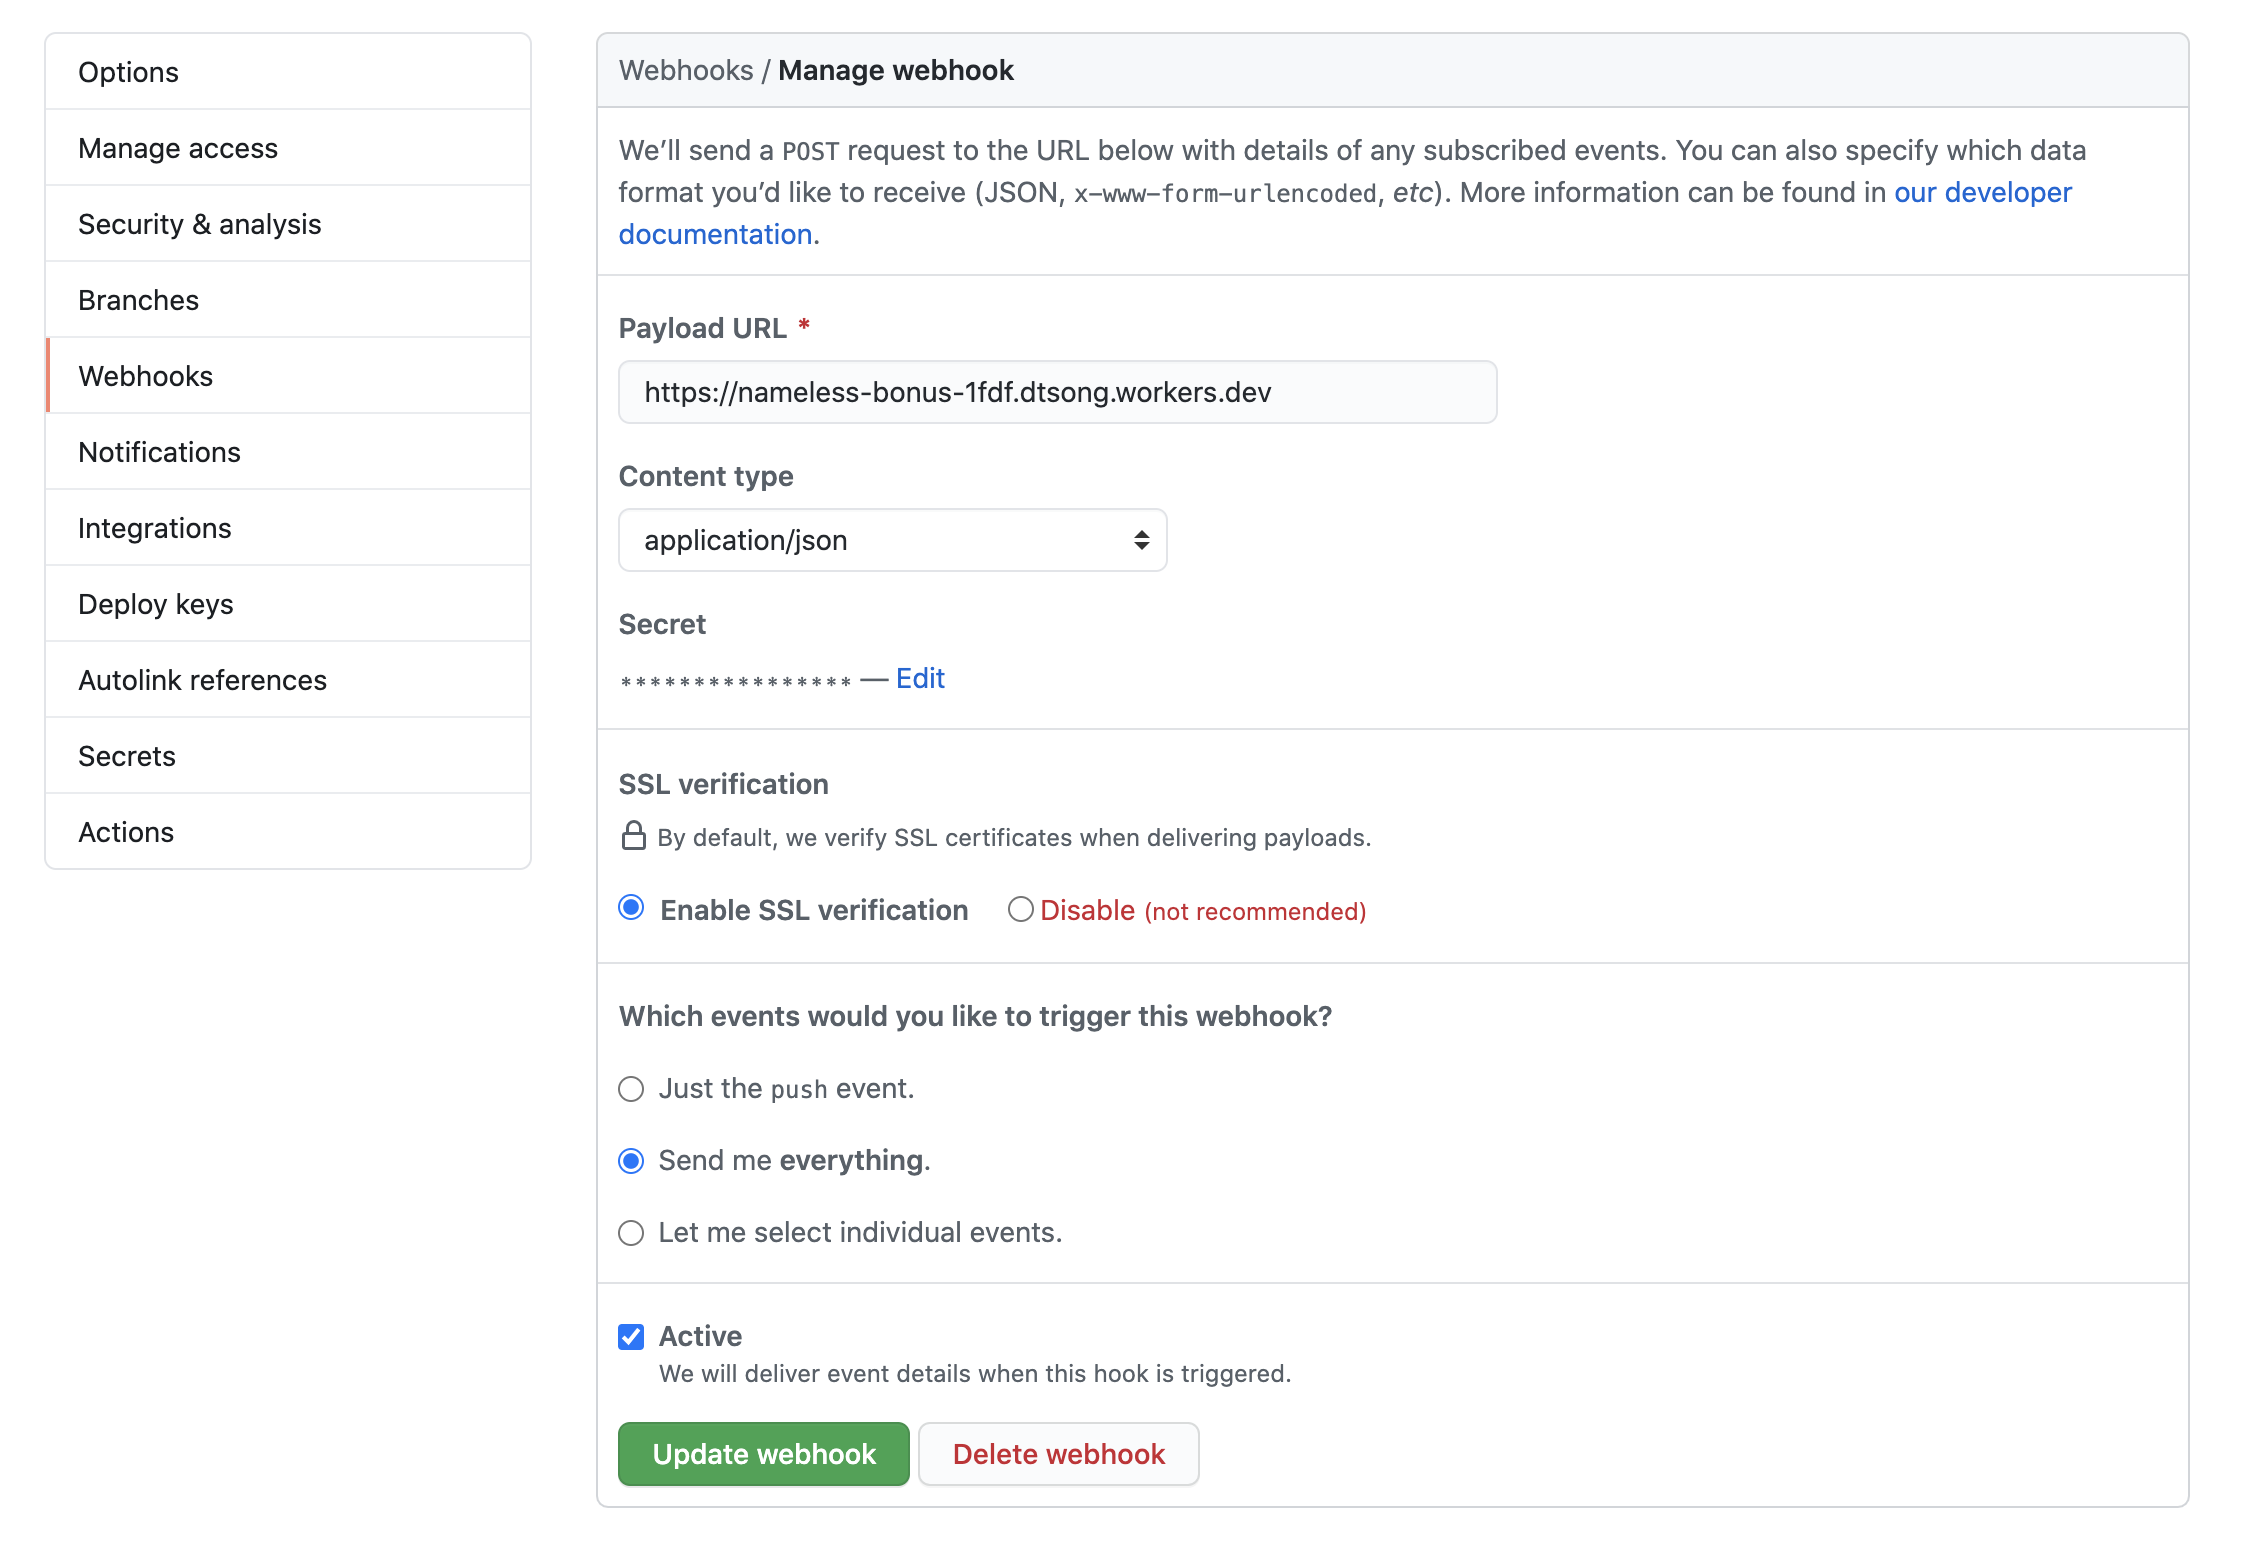 Options
Manage access
Security & analysis
Branches
Webhooks
Notifications
Integrations
Deploy keys
Autolink references
Secrets
Actions
Webhooks / Manage webhook
We’ll send a POST request to the URL below with details of any subscribed events. You can also specify which data
format you’d like to receive (JSON, x-www-form-urlencoded, etc). More information can be found in our developer
documentation.
Payload URL *
https://nameless-bonus-1fdf.dtsong.workers.dev
Content type
application/json
Secret
**************** — Edit
SSL verification
By default, we verify SSL certificates when delivering payloads.
Enable SSL verification Disable (not recommended)
Which events would you like to trigger this webhook?
Just the push event.
Send me everything.
Let me select individual events.
Active
We will deliver event details when this hook is triggered.
Update webhook Delete webhook